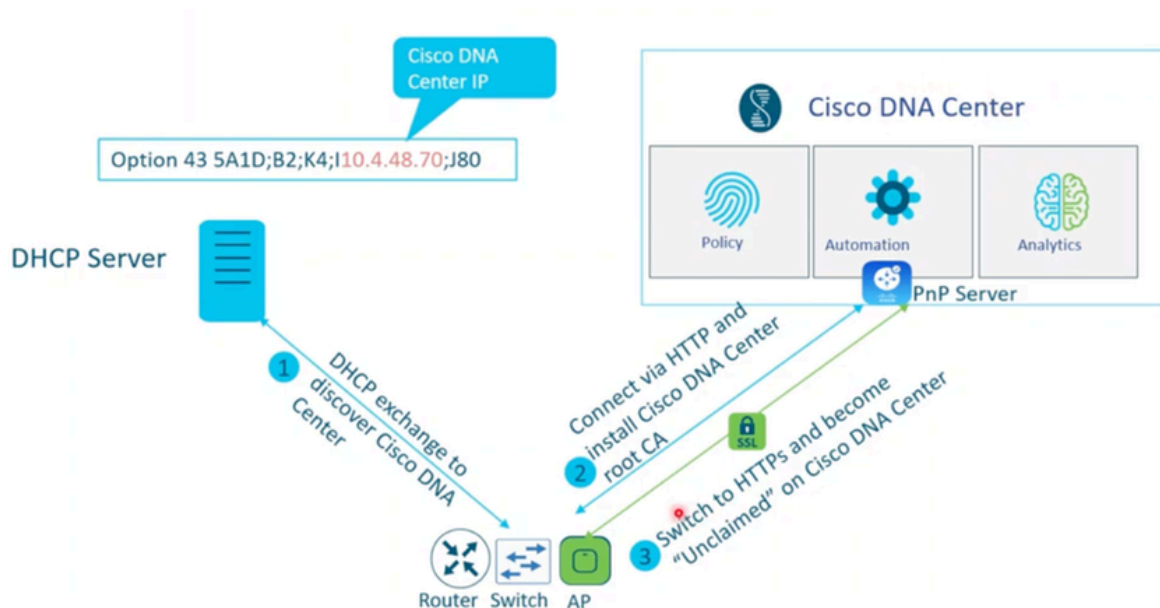 Cisco DNA
Center IP
Option 43 5A1D;B2;K4;I10.4.48.70;J80
DHCP Server
Cisco DNA Center
Policy
Automation
Analytics
PnP Server
1
DHCP exchange to
discover Cisco DNA
Center
2
Connect via HTTP and
install Cisco DNA Center
root CA
SSL
3
Switch to HTTPs and become
“Unclaimed” on Cisco DNA Center
Router
Switch
AP